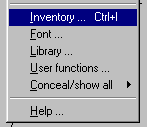 Inventory ... Ctrl+I
Font ...
Library ...
User functions ...
Conceal/show all
Help ...